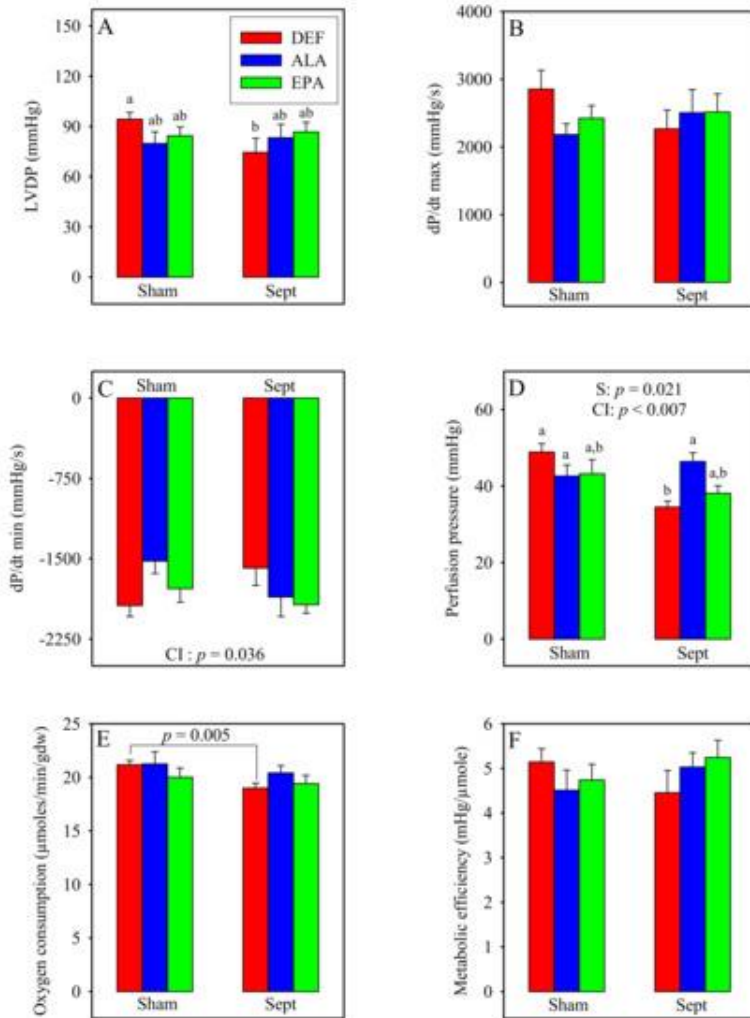 A
DEF
ALA
EPA
LVDP (mmHg)
150
120
90
60
30
0
a
ab
ab
b
ab
ab
Sham
Sept
B
dP/dt max (mmHg/s)
4000
3000
2000
1000
0
Sham
Sept
C
Sham
Sept
dP/dt min (mmHg/s)
0
-750
-1500
-2250
CI : p = 0.036
D
S: p = 0.021
CI: p < 0.007
Perfusion pressure (mmHg)
60
40
20
0
a
a
a,b
b
a
a,b
Sham
Sept
E
p = 0.005
Oxygen consumption (µmoles/min/gdw)
25
20
15
10
5
0
Sham
Sept
F
Metabolic efficiency (mHg/µmole)
6
5
4
3
2
1
0
Sham
Sept